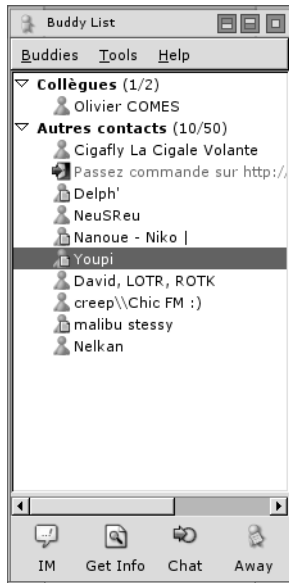 Buddy List
Buddies Tools Help
Collègues (1/2)
Olivier COMES
Autres contacts (10/50)
Cigafly La Cigale Volante
Passez commande sur http:/
Delph'
NeuSReu
Nanoue - Niko |
Youpi
David, LOTR, ROTK
creep\\Chic FM :)
malibu stessy
Nelkan
IM Get Info Chat Away